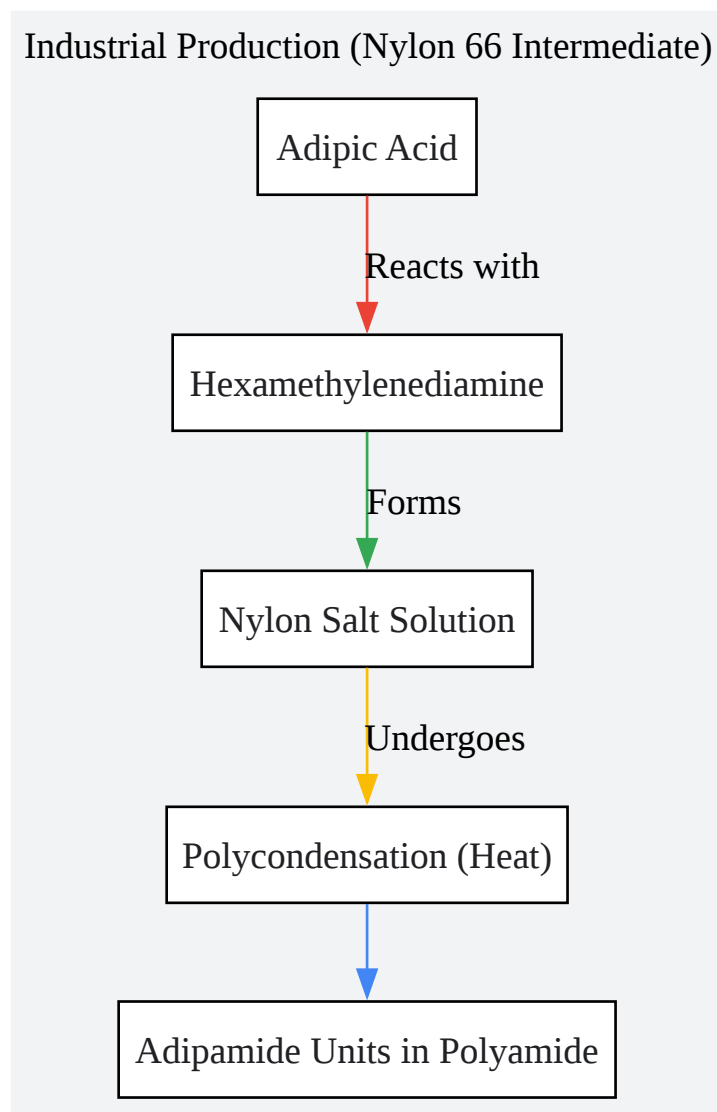 Industrial Production (Nylon 66 Intermediate)
Adipic Acid
Reacts with
Hexamethylenediamine
Forms
Nylon Salt Solution
Undergoes
Polycondensation (Heat)
Adipamide Units in Polyamide